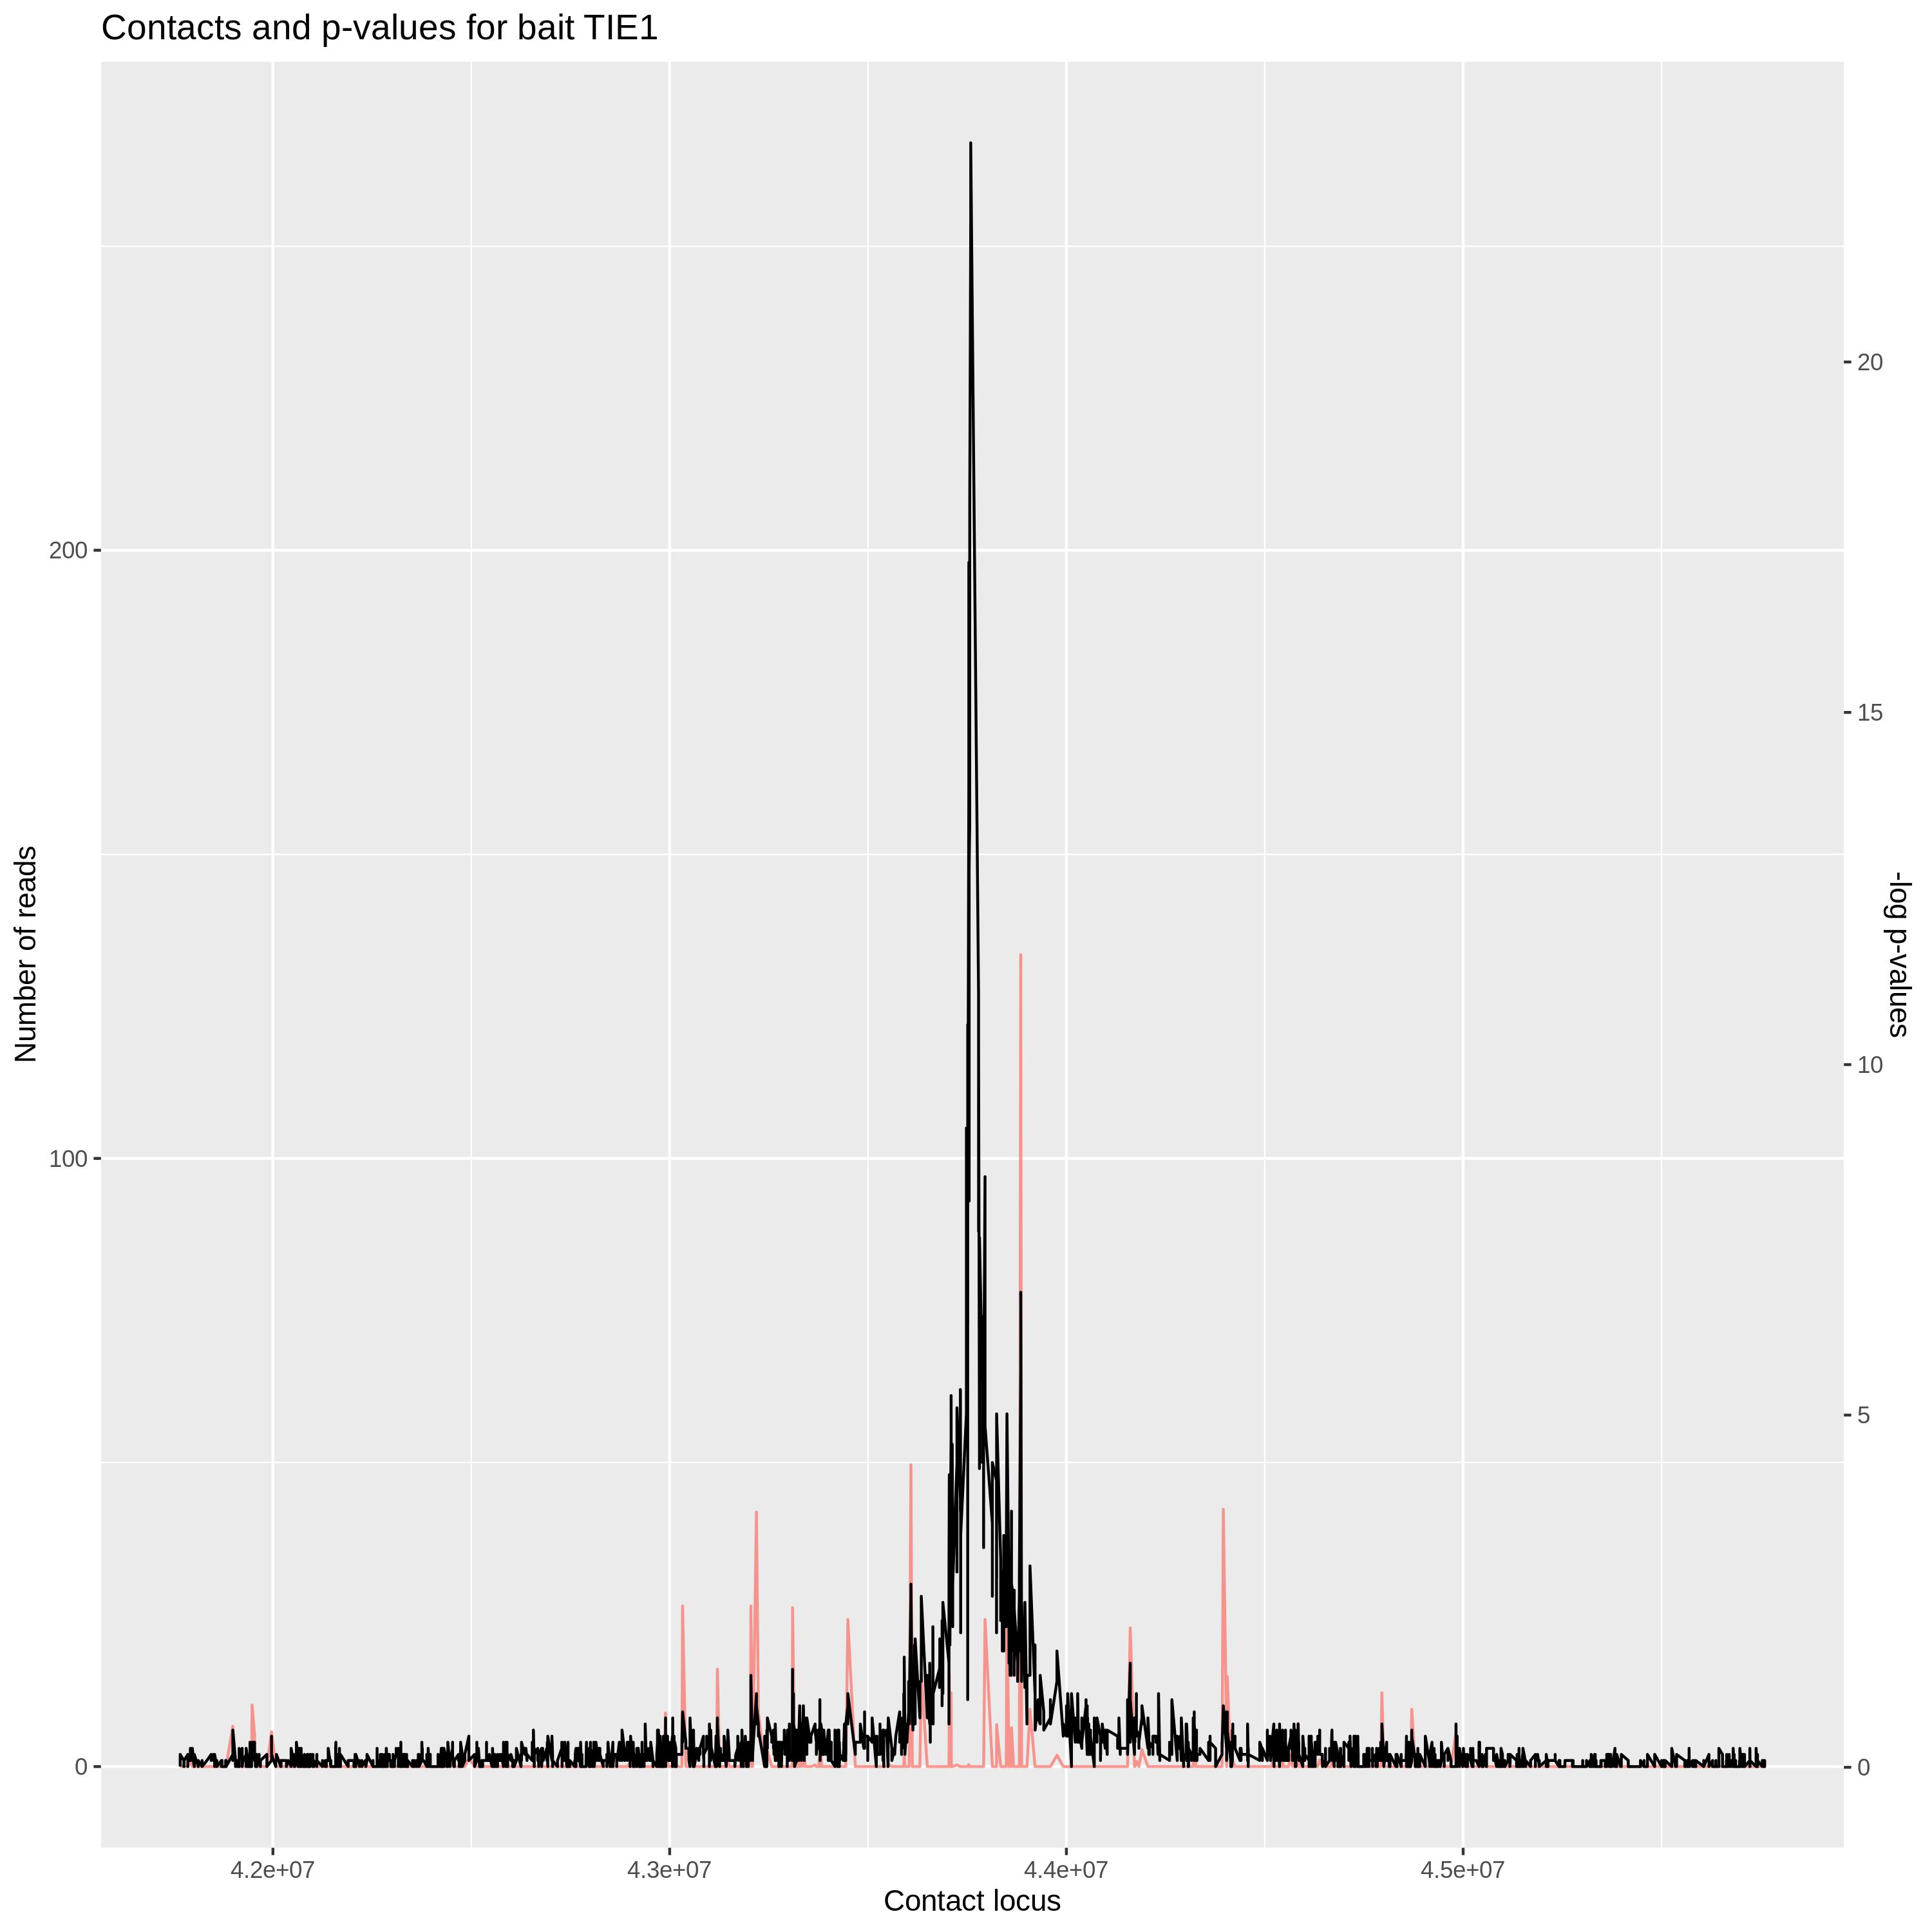 Contacts and p-values for bait TIE1
Number of reads
200
100
0
20
15
10
5
0
-log p-values
4.2e+07
4.3e+07
4.4e+07
4.5e+07
Contact locus